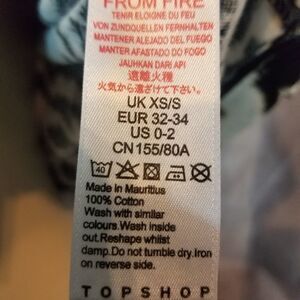 FROM FIRE
TENIR ELOIGNE DU FEU
VON ZUNDQUELLEN FERNHALTEN
MANTENER ALEJADO DEL FUEGO
MANTER AFASTADO DO FOGO
JAUHKAN DARI API
遠離火種
火気から遠ざけて下さい。
UK XS/S
EUR 32-34
US 0-2
CN 155/80A
40
Made in Mauritius
100% Cotton
Wash with similar
colours.Wash inside
out.Reshape whilst
damp.Do not tumble dry.Iron
on reverse side.
TOPSHOP